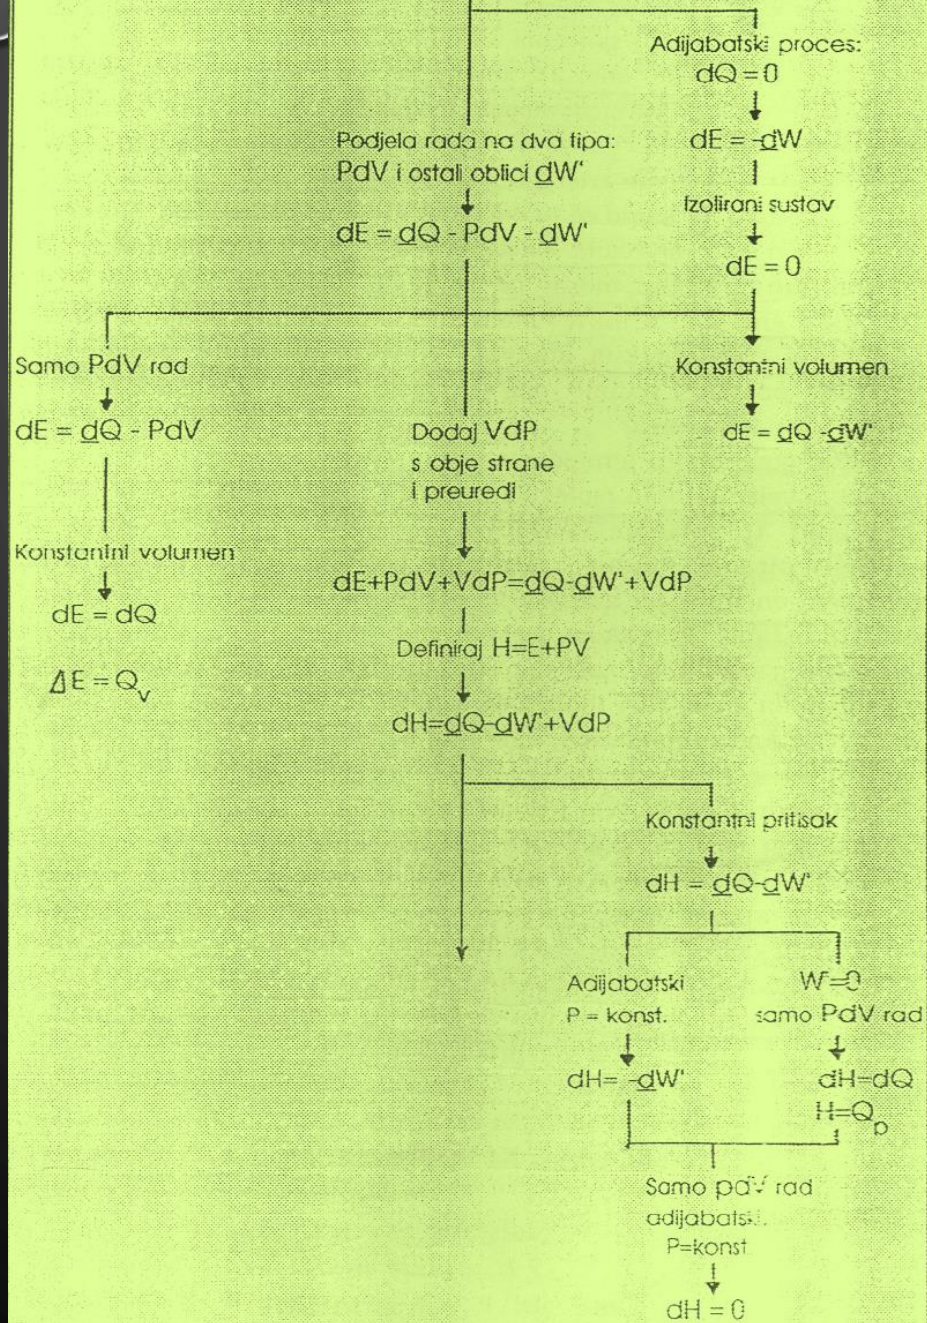 Adijabatski proces:
dQ = 0
dE = -dW
Izolirani sustav
dE = 0
Podjela rada na dva tipa:
PdV i ostali oblici dW'
dE = dQ - PdV - dW'
Samo PdV rad
dE = dQ - PdV
Konstantni volumen
dE = dQ
ΔE = Qv
Konstantni volumen
dE = dQ -dW'
Dodaj VdP
s obje strane
i preuredi
dE+PdV+VdP=dQ-dW'+VdP
Definiraj H=E+PV
dH=dQ-dW'+VdP
Konstantni pritisak
dH = dQ-dW'
Adijabatski
P = konst.
dH= -dW'
W'=0
samo PdV rad
dH=dQ
H=Qp
Samo pdV rad
adijabatski.
P=konst
dH = 0